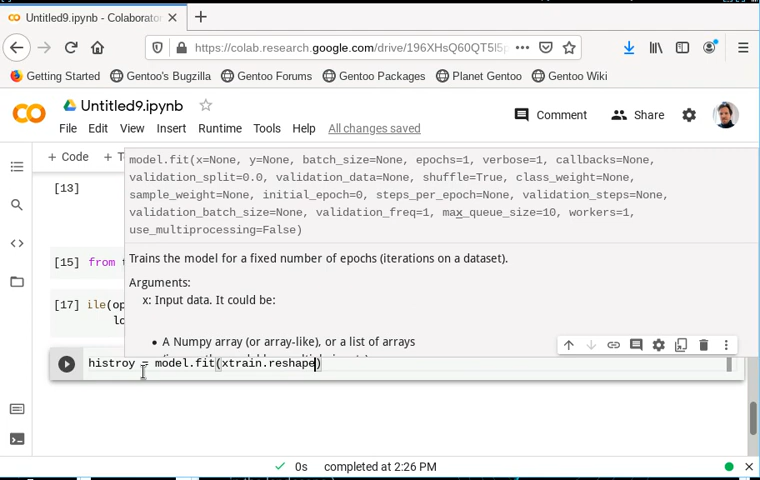 Untitled9.ipynb - Colaborator
https://colab.research.google.com/drive/196XHsQ60QT5l5p
Getting Started Gentoo's Bugzilla Gentoo Forums Gentoo Packages Planet Gentoo Gentoo Wiki
Untitled9.ipynb
Comment Share
File Edit View Insert Runtime Tools Help All changes saved
+ Code + T
model.fit(x=None, y=None, batch_size=None, epochs=1, verbose=1, callbacks=None,
validation_split=0.0, validation_data=None, shuffle=True, class_weight=None,
[13]
sample_weight=None, initial_epoch=0, steps_per_epoch=None, validation_steps=None,
validation_batch_size=None, validation_freq=1, max_queue_size=10, workers=1,
use_multiprocessing=False)
[15] from t
Trains the model for a fixed number of epochs (iterations on a dataset).
Arguments:
x: Input data. It could be:
[17] ile(op
lo
• A Numpy array (or array-like), or a list of arrays
histroy = model.fit(xtrain.reshape)
0s completed at 2:26 PM